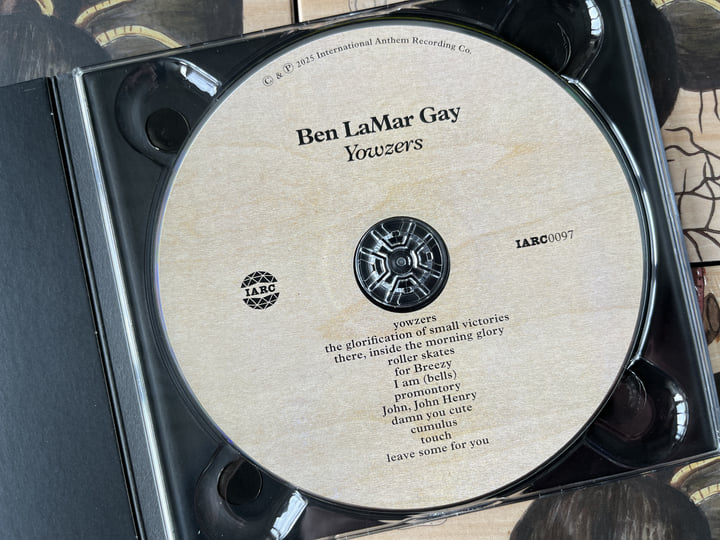 © & ℗ 2025 International Anthem Recording Co.
Ben LaMar Gay
Yowzers
IARC0097
IARC
yowzers
the glorification of small victories
there, inside the morning glory
roller skates
for Breezy
I am (bells)
promontory
John, John Henry
damn you cute
cumulus
touch
leave some for you